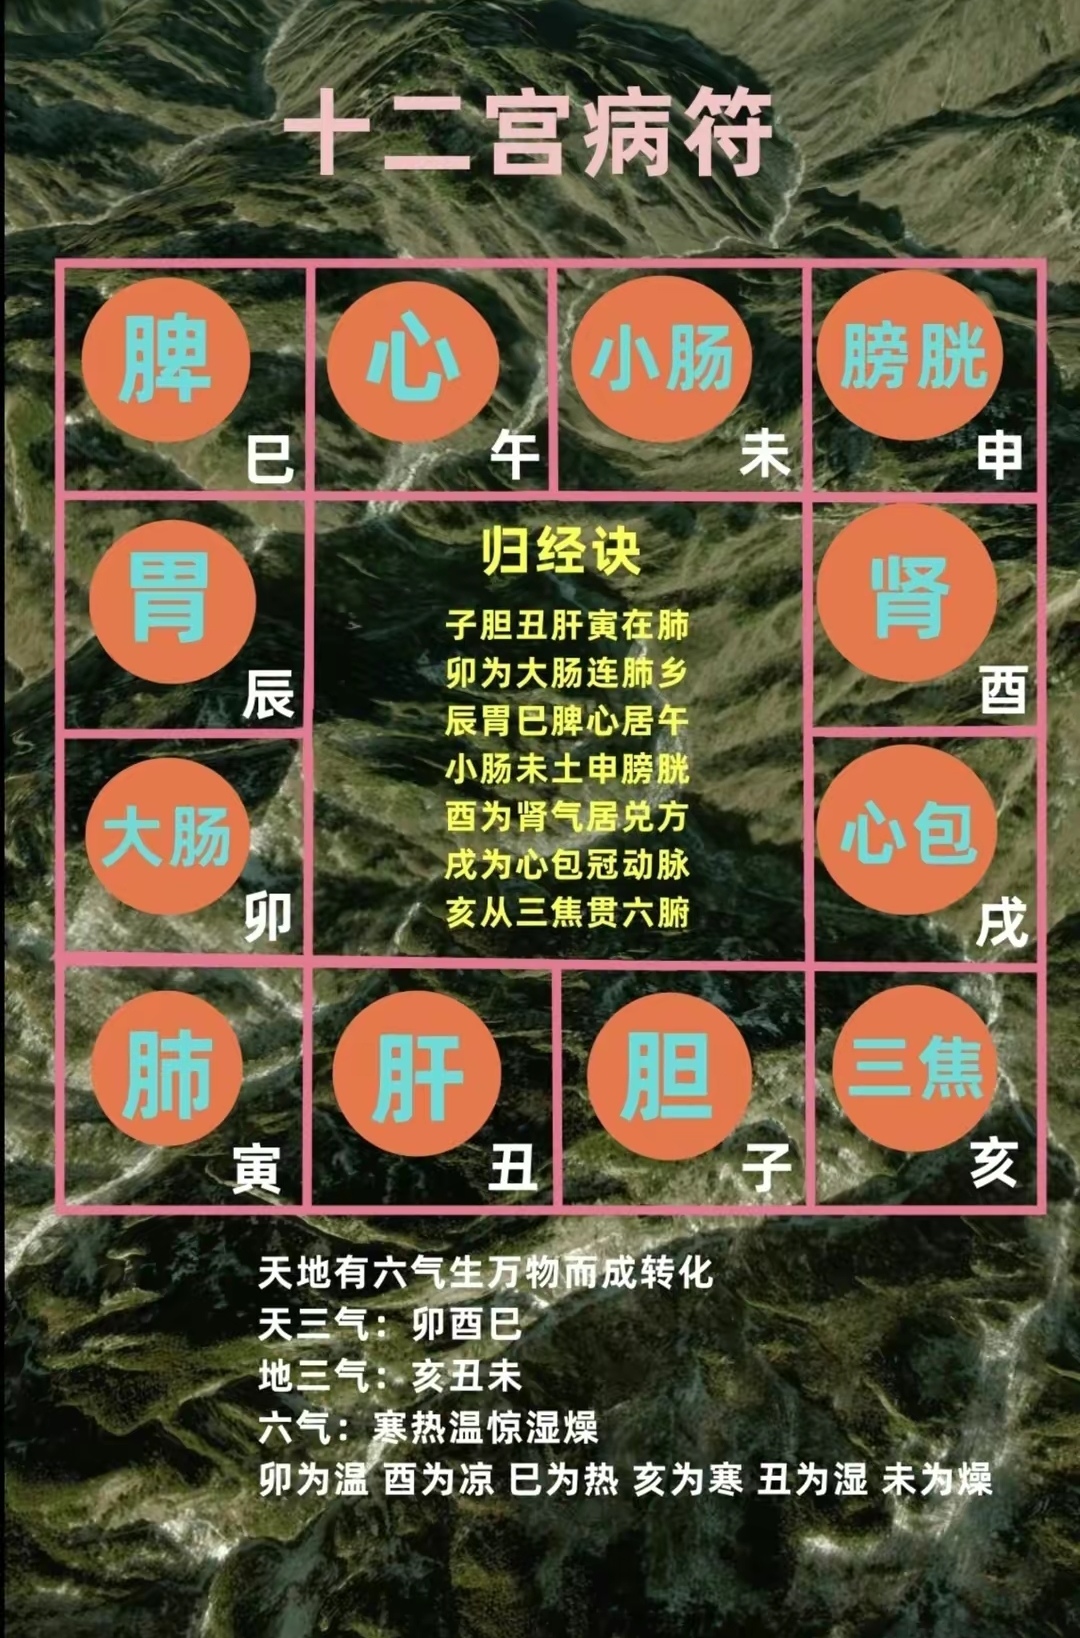 十二宫病符
脾
巳
心
午
小肠
未
膀胱
申
胃
辰
归经诀
子胆丑肝寅在肺
卯为大肠连肺乡
辰胃巳脾心居午
小肠未土申膀胱
酉为肾气居兑方
戌为心包冠动脉
亥从三焦贯六腑
肾
酉
大肠
卯
心包
戌
肺
寅
肝
丑
胆
子
三焦
亥
天地有六气生万物而成转化
天三气：卯酉巳
地三气：亥丑未
六气：寒热温惊湿燥
卯为温 酉为凉 巳为热 亥为寒 丑为湿 未为燥